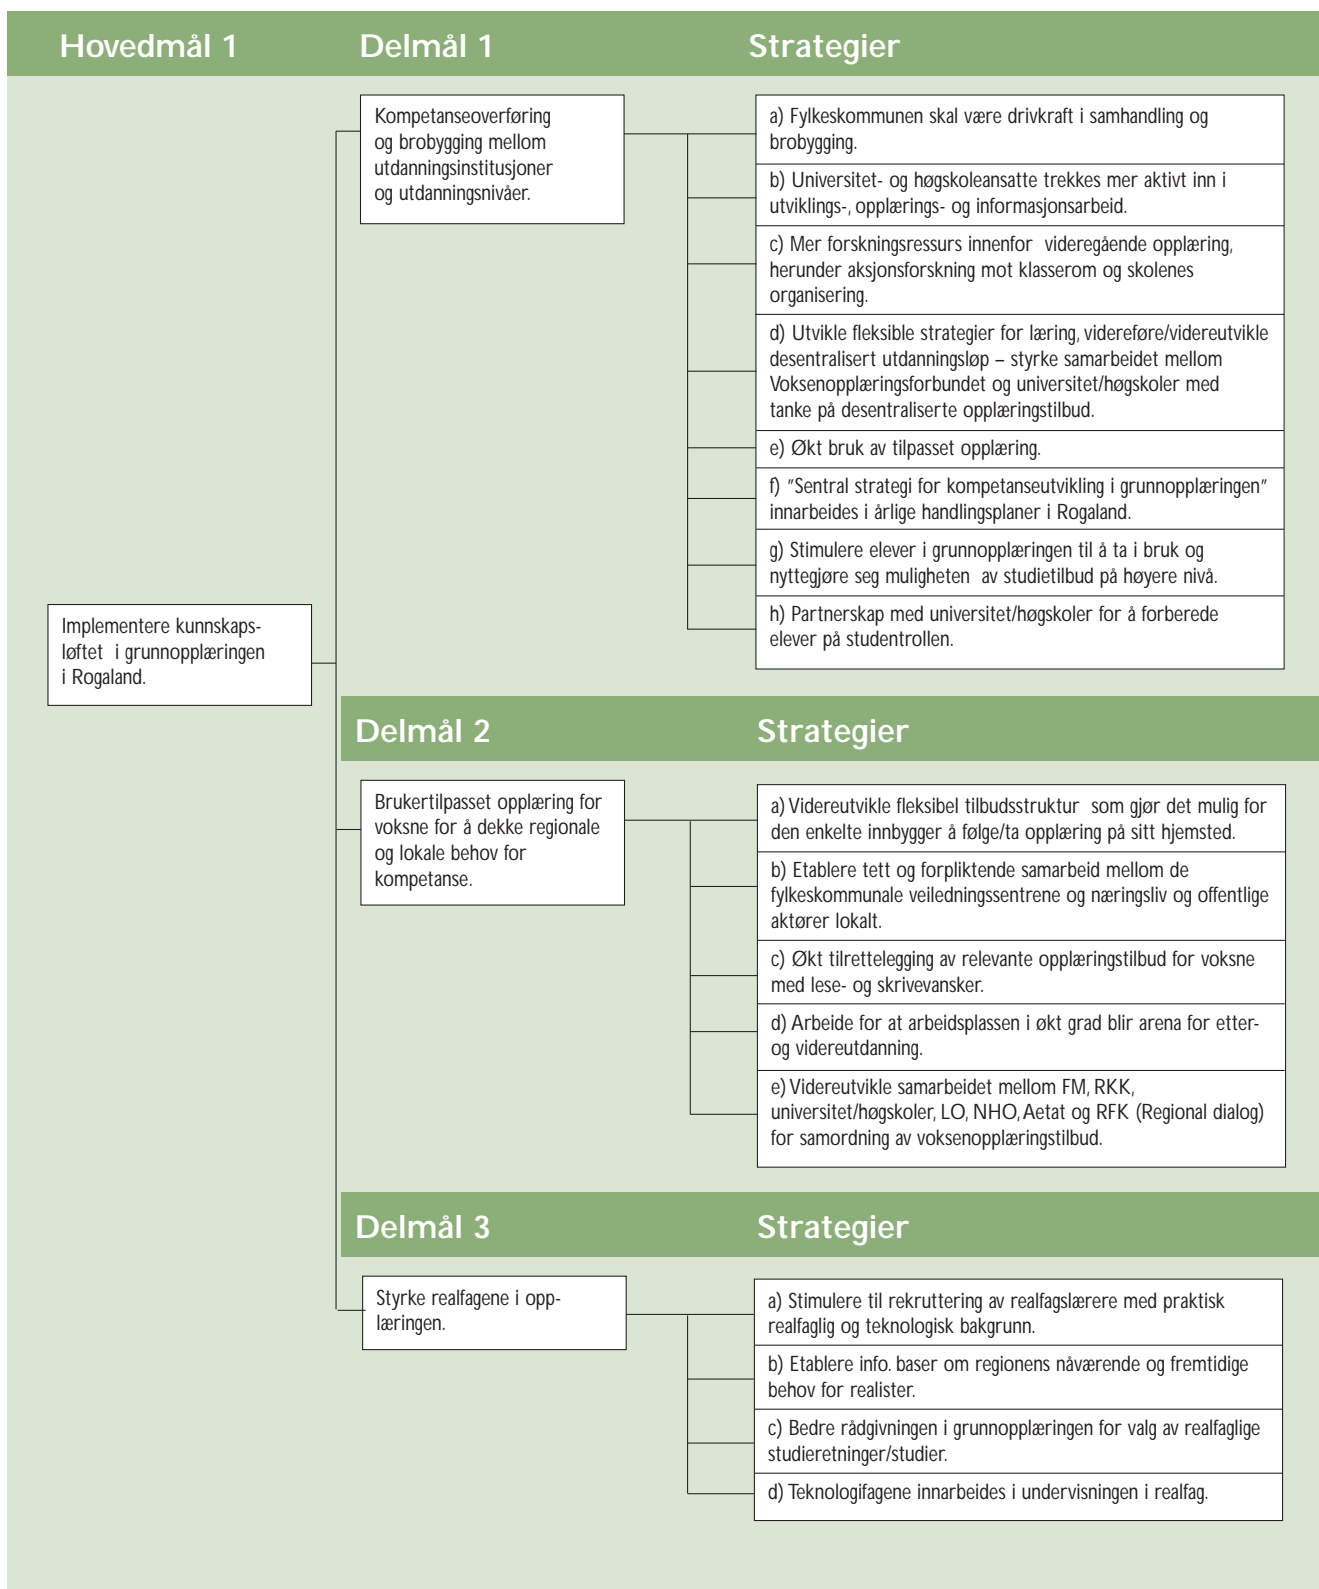 Hovedmål 1
Delmål 1
Strategier
Implementere kunnskaps-
løftet i grunnopplæringen
i Rogaland.
Kompetanseoverføring
og brobygging mellom
utdanningsinstitusjoner
og utdanningsnivåer.
a) Fylkeskommunen skal være drivkraft i samhandling og
brobygging.
b) Universitet- og høgskoleansatte trekkes mer aktivt inn i
utviklings-, opplærings- og informasjonsarbeid.
c) Mer forskningsressurs innenfor videregående opplæring,
herunder aksjonsforskning mot klasserom og skolenes
organisering.
d) Utvikle fleksible strategier for læring, videreføre/videreutvikle
desentralisert utdanningsløp – styrke samarbeidet mellom
Voksenopplæringsforbundet og universitet/høgskoler med
tanke på desentraliserte opplæringstilbud.
e) Økt bruk av tilpasset opplæring.
f) ”Sentral strategi for kompetanseutvikling i grunnopplæringen”
innarbeides i årlige handlingsplaner i Rogaland.
g) Stimulere elever i grunnopplæringen til å ta i bruk og
nyttegjøre seg muligheten av studietilbud på høyere nivå.
h) Partnerskap med universitet/høgskoler for å forberede
elever på studentrollen.
Delmål 2
Strategier
Brukertilpasset opplæring for
voksne for å dekke regionale
og lokale behov for
kompetanse.
a) Videreutvikle fleksibel tilbudsstruktur som gjør det mulig for
den enkelte innbygger å følge/ta opplæring på sitt hjemsted.
b) Etablere tett og forpliktende samarbeid mellom de
fylkeskommunale veiledningssentrene og næringsliv og offentlige
aktører lokalt.
c) Økt tilrettelegging av relevante opplæringstilbud for voksne
med lese- og skrivevansker.
d) Arbeide for at arbeidsplassen i økt grad blir arena for etter-
og videreutdanning.
e) Videreutvikle samarbeidet mellom FM, RKK,
universitet/høgskoler, LO, NHO, Aetat og RFK (Regional dialog)
for samordning av voksenopplæringstilbud.
Delmål 3
Strategier
Styrke realfagene i opp-
læringen.
a) Stimulere til rekruttering av realfagslærere med praktisk
realfaglig og teknologisk bakgrunn.
b) Etablere info. baser om regionens nåværende og fremtidige
behov for realister.
c) Bedre rådgivningen i grunnopplæringen for valg av realfaglige
studieretninger/studier.
d) Teknologifagene innarbeides i undervisningen i realfag.